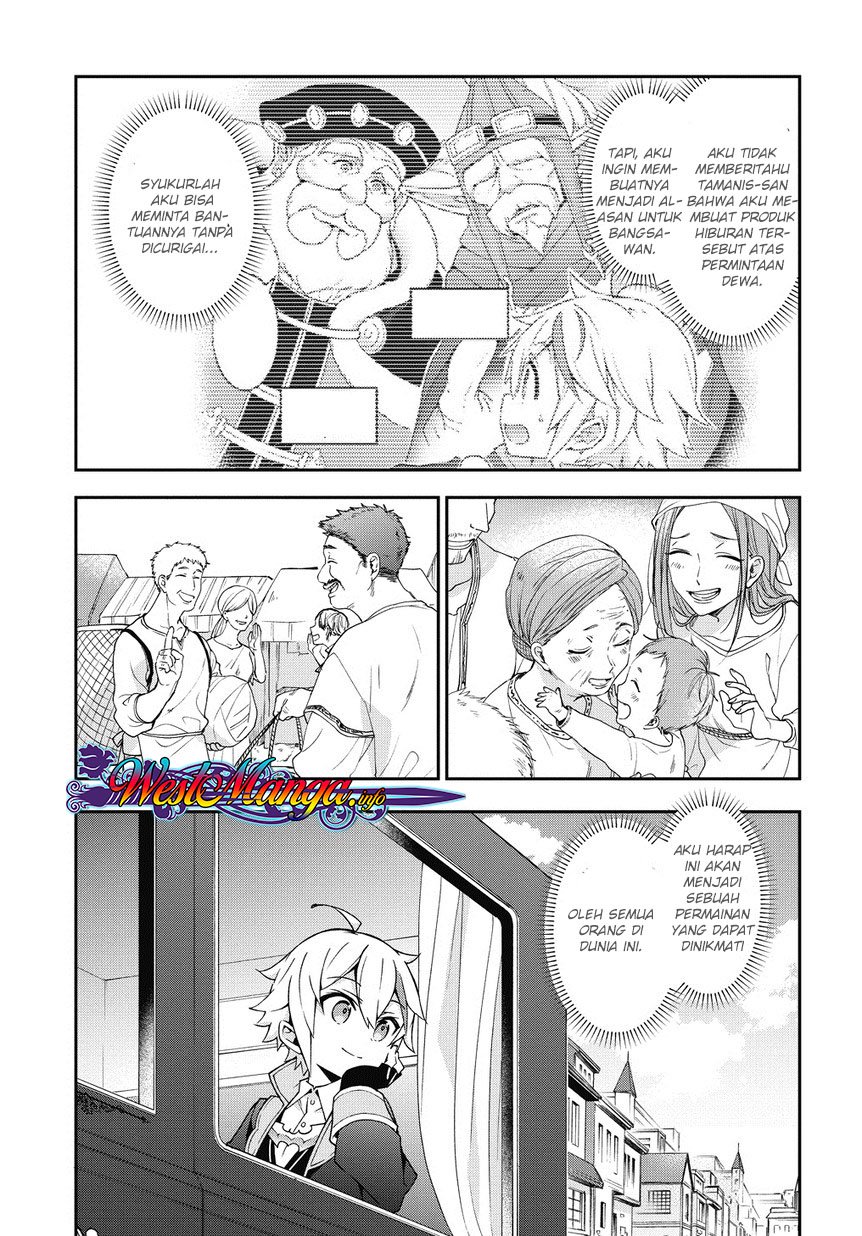 AKU TIDAK
MEMBERITAHU
TAMANIS-SAN
BAHWA AKU ME-
MBUAT PRODUK
HIBURAN TER-
SEBUT ATAS
PERMINTAAN
DEWA.
TAPI, AKU
INGIN MEM-
BUATNYA
MENJADI AL-
ASAN UNTUK
BANGSA-
WAN.
SYUKURLAH
AKU BISA
MEMINTA BAN-
TUANNYA TANPA
DICURIGAI...
WestManga.info
AKU HARAP
INI AKAN
MENJADI
SEBUAH
PERMAINAN
YANG DAPAT
DINIKMATI
OLEH SEMUA
ORANG DI
DUNIA INI.